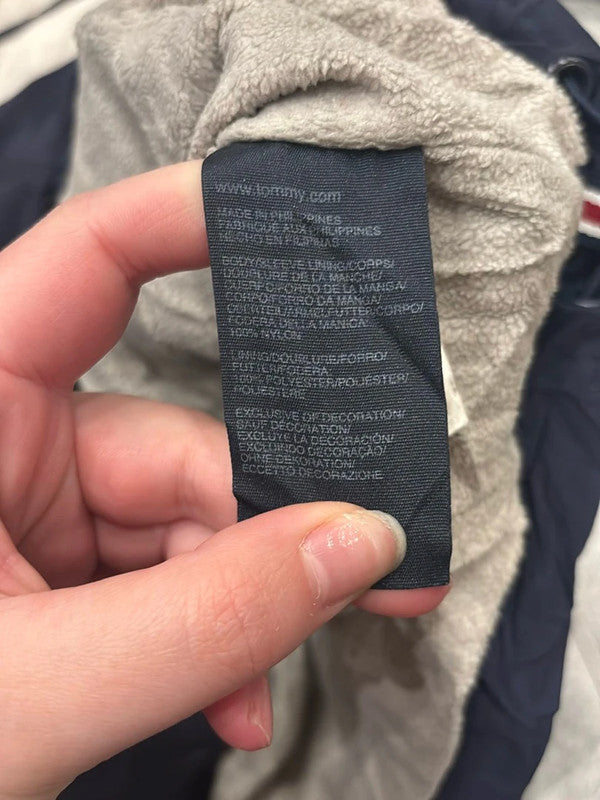 www.tommy.com
MADE IN PHILIPPINES
FABRIQUÉ AUX PHILIPPINES
HECHO EN FILIPINAS
BODY/SLEEVE LINING/CORPS/
DOUBLURE DE LA MANCHE/
CUERPO/FORRO DE LA MANGA/
CORPO/FORRO DA MANGA/
GEHTEIL/ÄRMELFUTTER/CORPO/
FODERA DELLA MANICA
100% NYLON
LINING/DOUBLURE/FORRO/
FUTTER/FODERA
100% POLYESTER/POLIESTER/
POLIESTERE
EXCLUSIVE OF DECORATION/
SAUF DÉCORATION/
EXCLUYE LA DECORACIÓN/
EXCLUINDO DECORAÇÃO/
OHNE DEKORATION/
ECCETTO DECORAZIONE